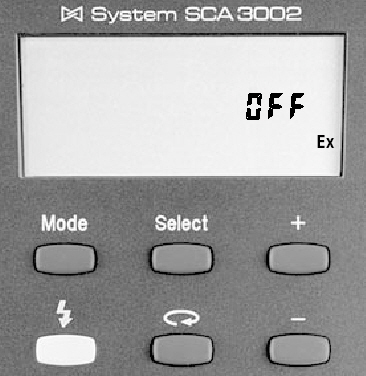 System SCA 3002
OFF
Ex
Mode Select +
-